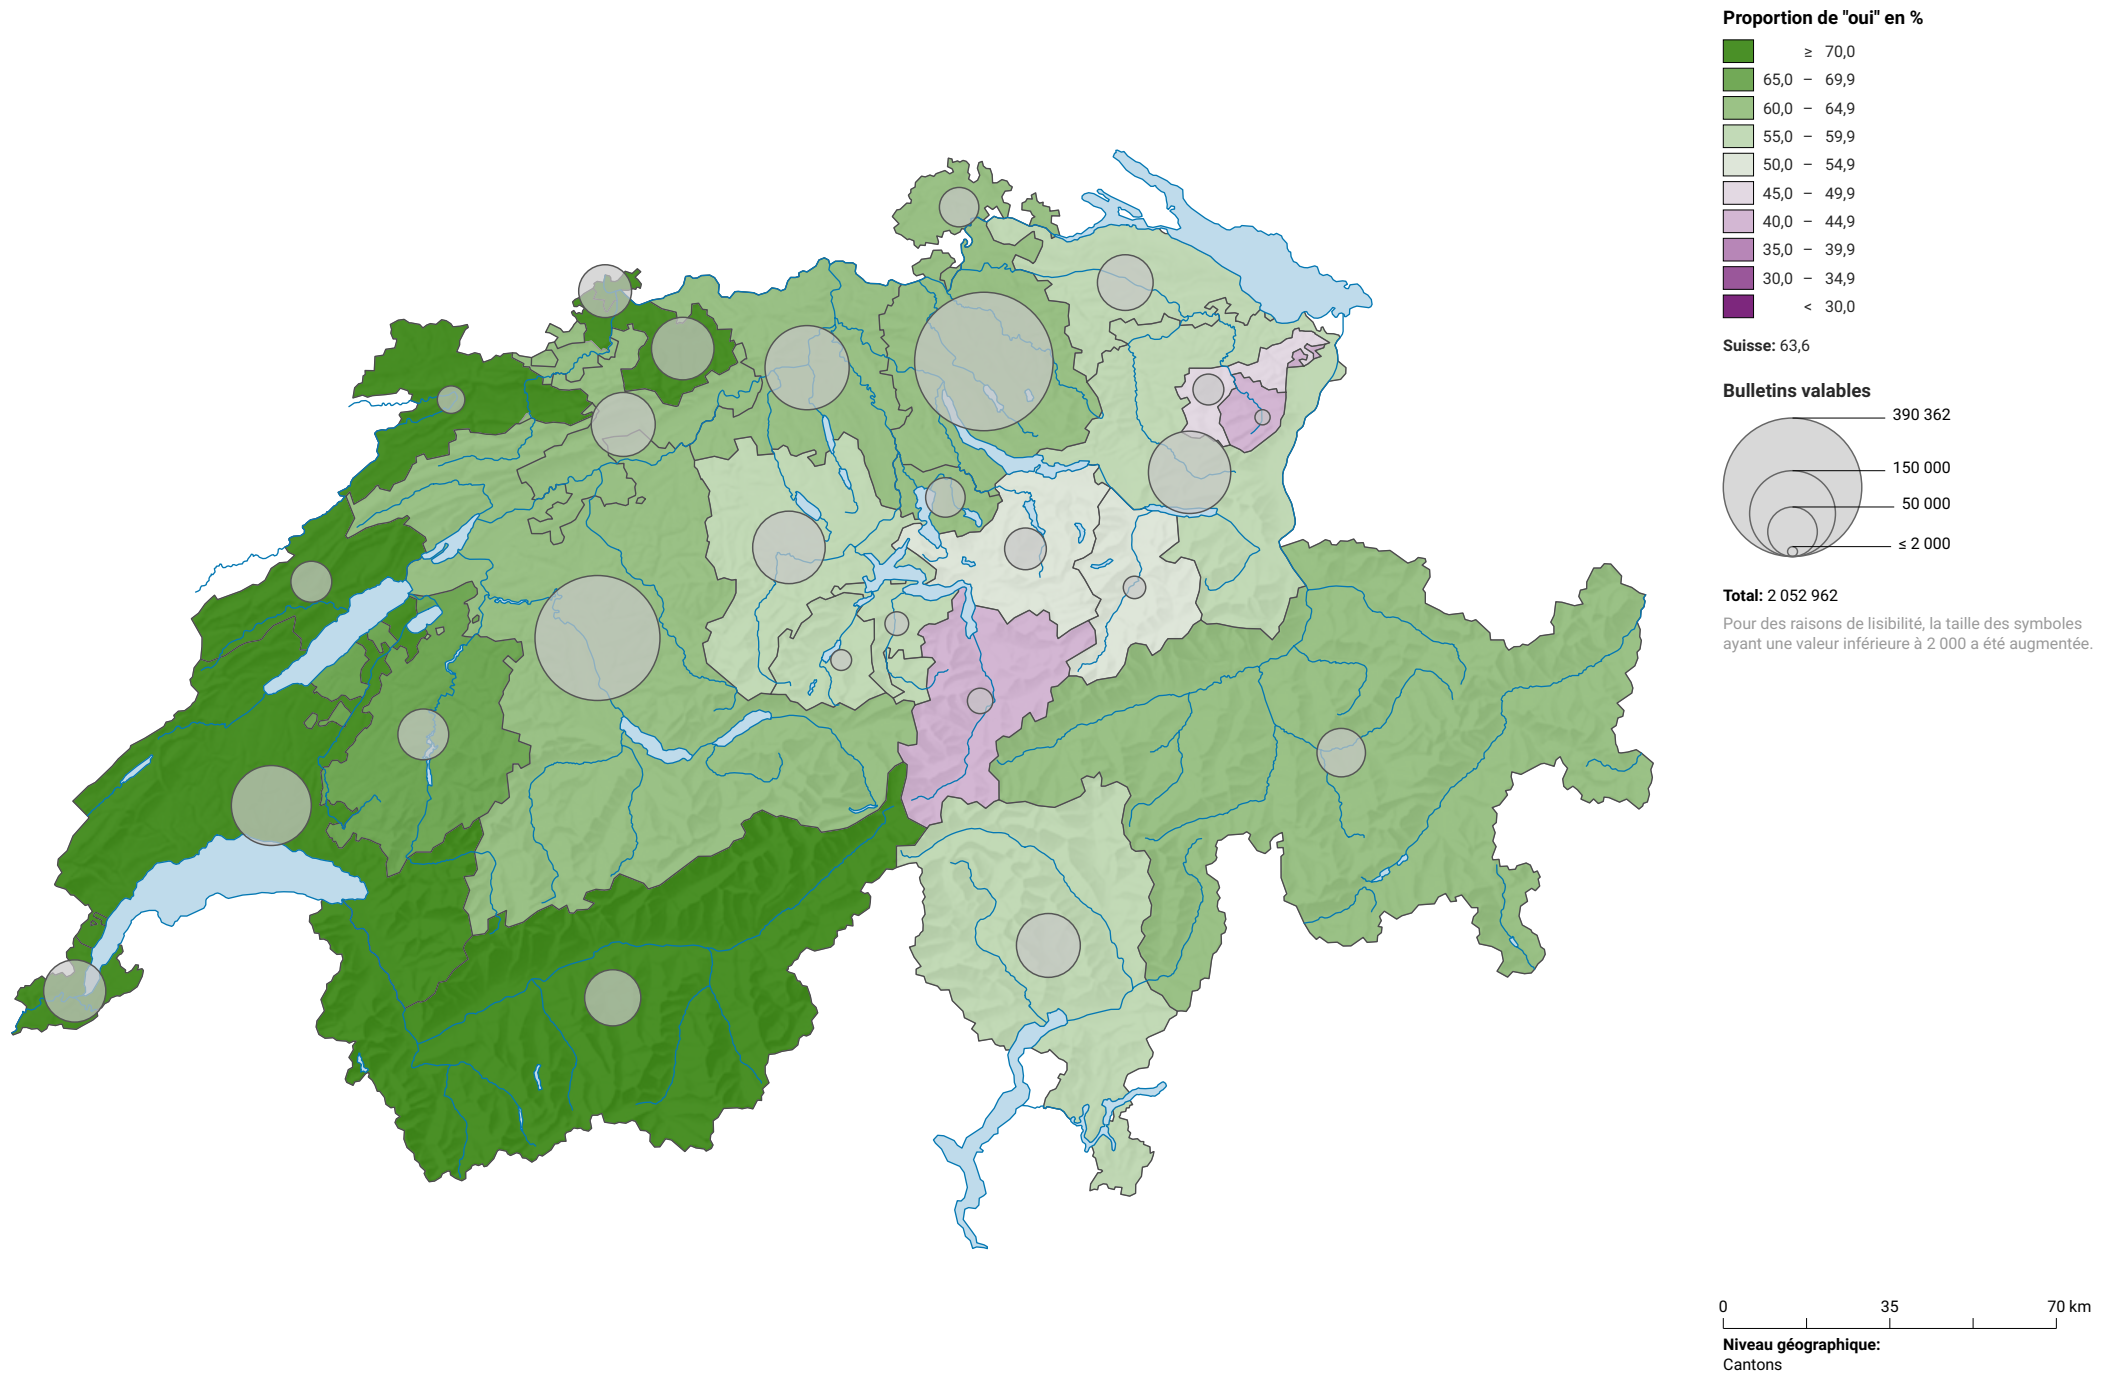 Proportion de "oui" en %
≥ 70,0
65,0 – 69,9
60,0 – 64,9
55,0 – 59,9
50,0 – 54,9
45,0 – 49,9
40,0 – 44,9
35,0 – 39,9
30,0 – 34,9
< 30,0
Suisse: 63,6
Bulletins valables
390 362
150 000
50 000
≤ 2 000
Total: 2 052 962
Pour des raisons de lisibilité, la taille des symboles
ayant une valeur inférieure à 2 000 a été augmentée.
0 35 70 km
Niveau géographique:
Cantons